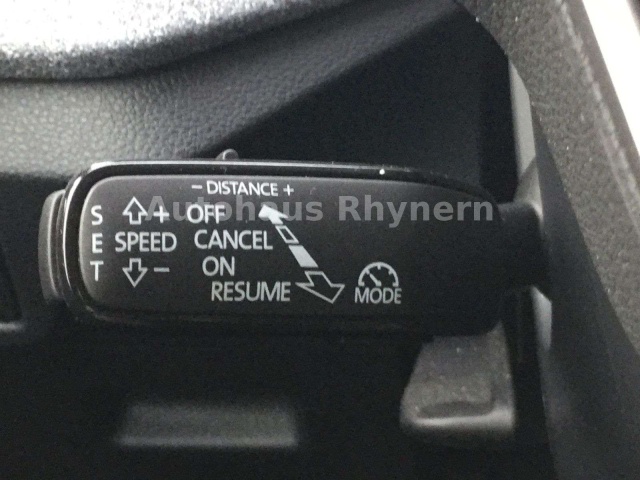 - DISTANCE +
S + OFF
E SPEED CANCEL
T - ON
RESUME MODE
Autohaus Rhynern